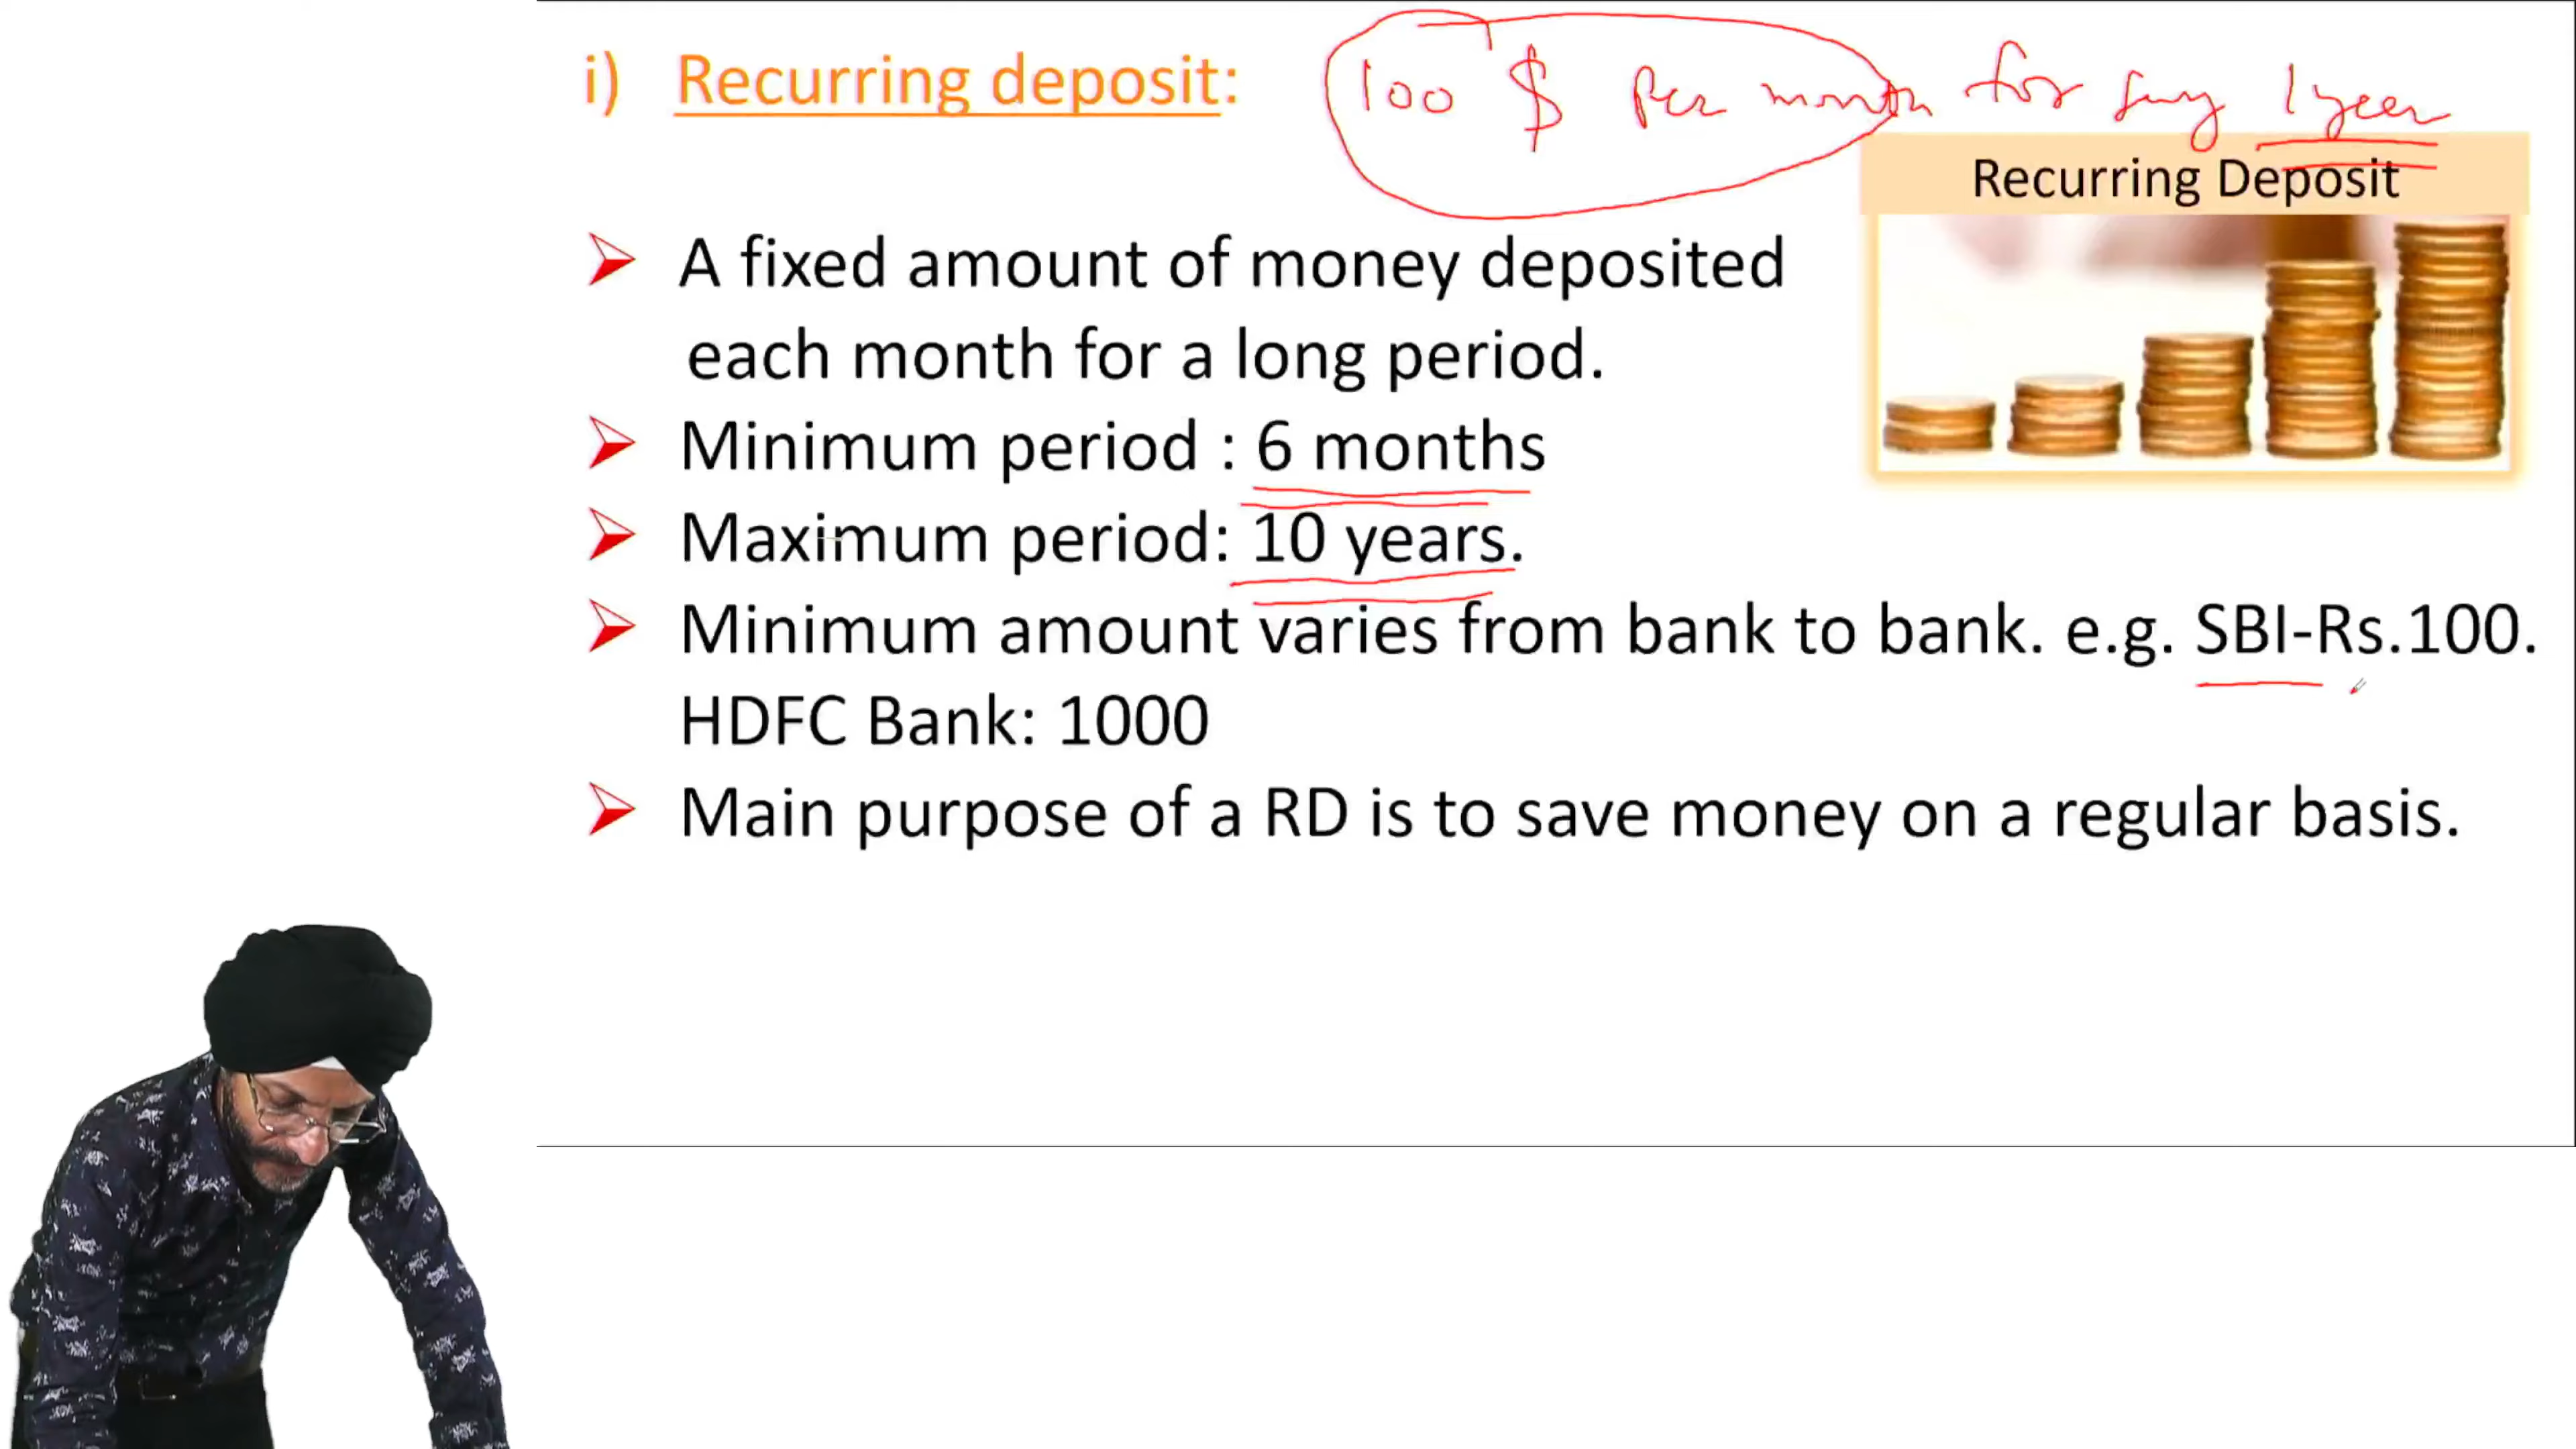 i) Recurring deposit: 100 $ Per month for say 1 year
Recurring Deposit
A fixed amount of money deposited
each month for a long period.
Minimum period : 6 months
Maximum period: 10 years.
Minimum amount varies from bank to bank. e.g. SBI-Rs.100.
HDFC Bank: 1000
Main purpose of a RD is to save money on a regular basis.